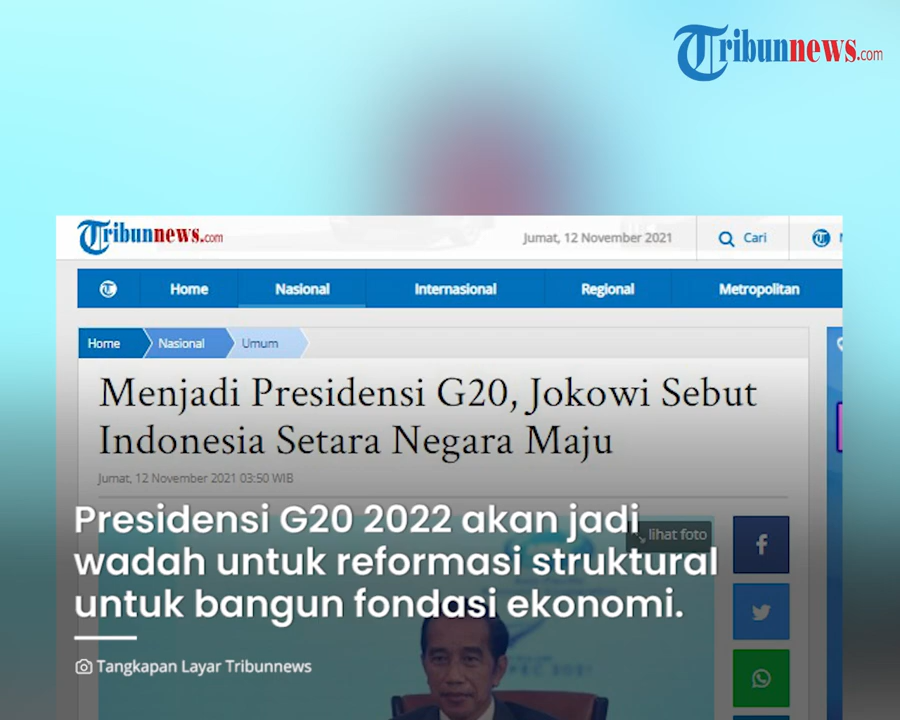 Tribunnews.com
Tribunnews.com
Jumat, 12 November 2021
Cari
Home
Nasional
Internasional
Regional
Metropolitan
Home
Nasional
Umum
Menjadi Presidensi G20, Jokowi Sebut
Indonesia Setara Negara Maju
Jumat, 12 November 2021 03:50 WIB
lihat foto
Presidensi G20 2022 akan jadi
wadah untuk reformasi struktural
untuk bangun fondasi ekonomi.
Tangkapan Layar Tribunnews